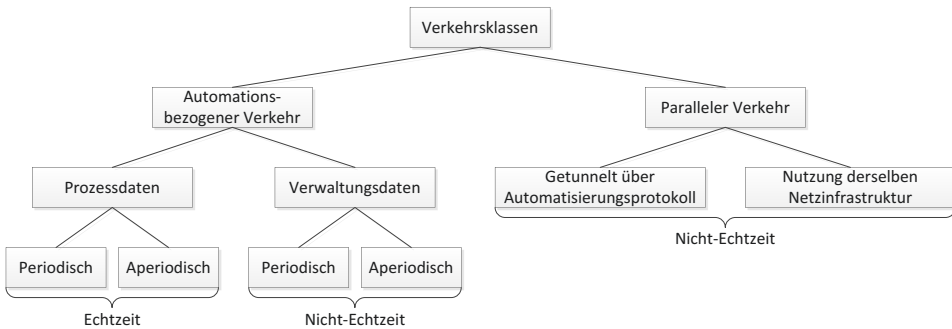 Verkehrsklassen
Automations-
bezogener Verkehr
Paralleler Verkehr
Prozessdaten
Verwaltungsdaten
Getunnelt über
Automatisierungsprotokoll
Nutzung derselben
Netzinfrastruktur
Nicht-Echtzeit
Periodisch
Aperiodisch
Periodisch
Aperiodisch
Echtzeit
Nicht-Echtzeit